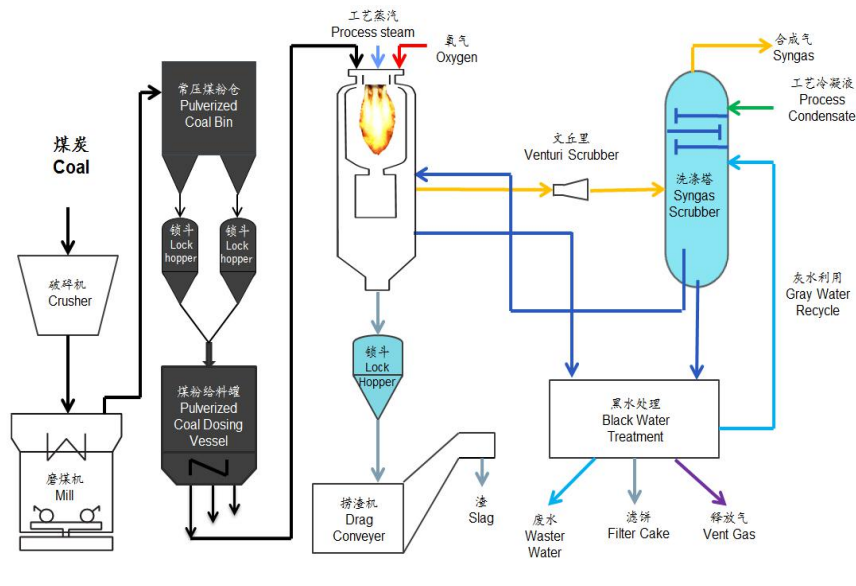 工艺蒸汽
Process steam
氧气
Oxygen
合成气
Syngas
常压煤粉仓
Pulverized
Coal Bin
工艺冷凝液
Process
Condensate
煤炭
Coal
文丘里
Venturi Scrubber
洗涤塔
Syngas
Scrubber
锁斗
Lock
hopper
锁斗
Lock
hopper
破碎机
Crusher
灰水利用
Gray Water
Recycle
锁斗
Lock
Hopper
煤粉给料罐
Pulverized
Coal Dosing
Vessel
黑水处理
Black Water
Treatment
磨煤机
Mill
捞渣机
Drag
Conveyer
渣
Slag
废水
Waster
Water
滤饼
Filter Cake
释放气
Vent Gas